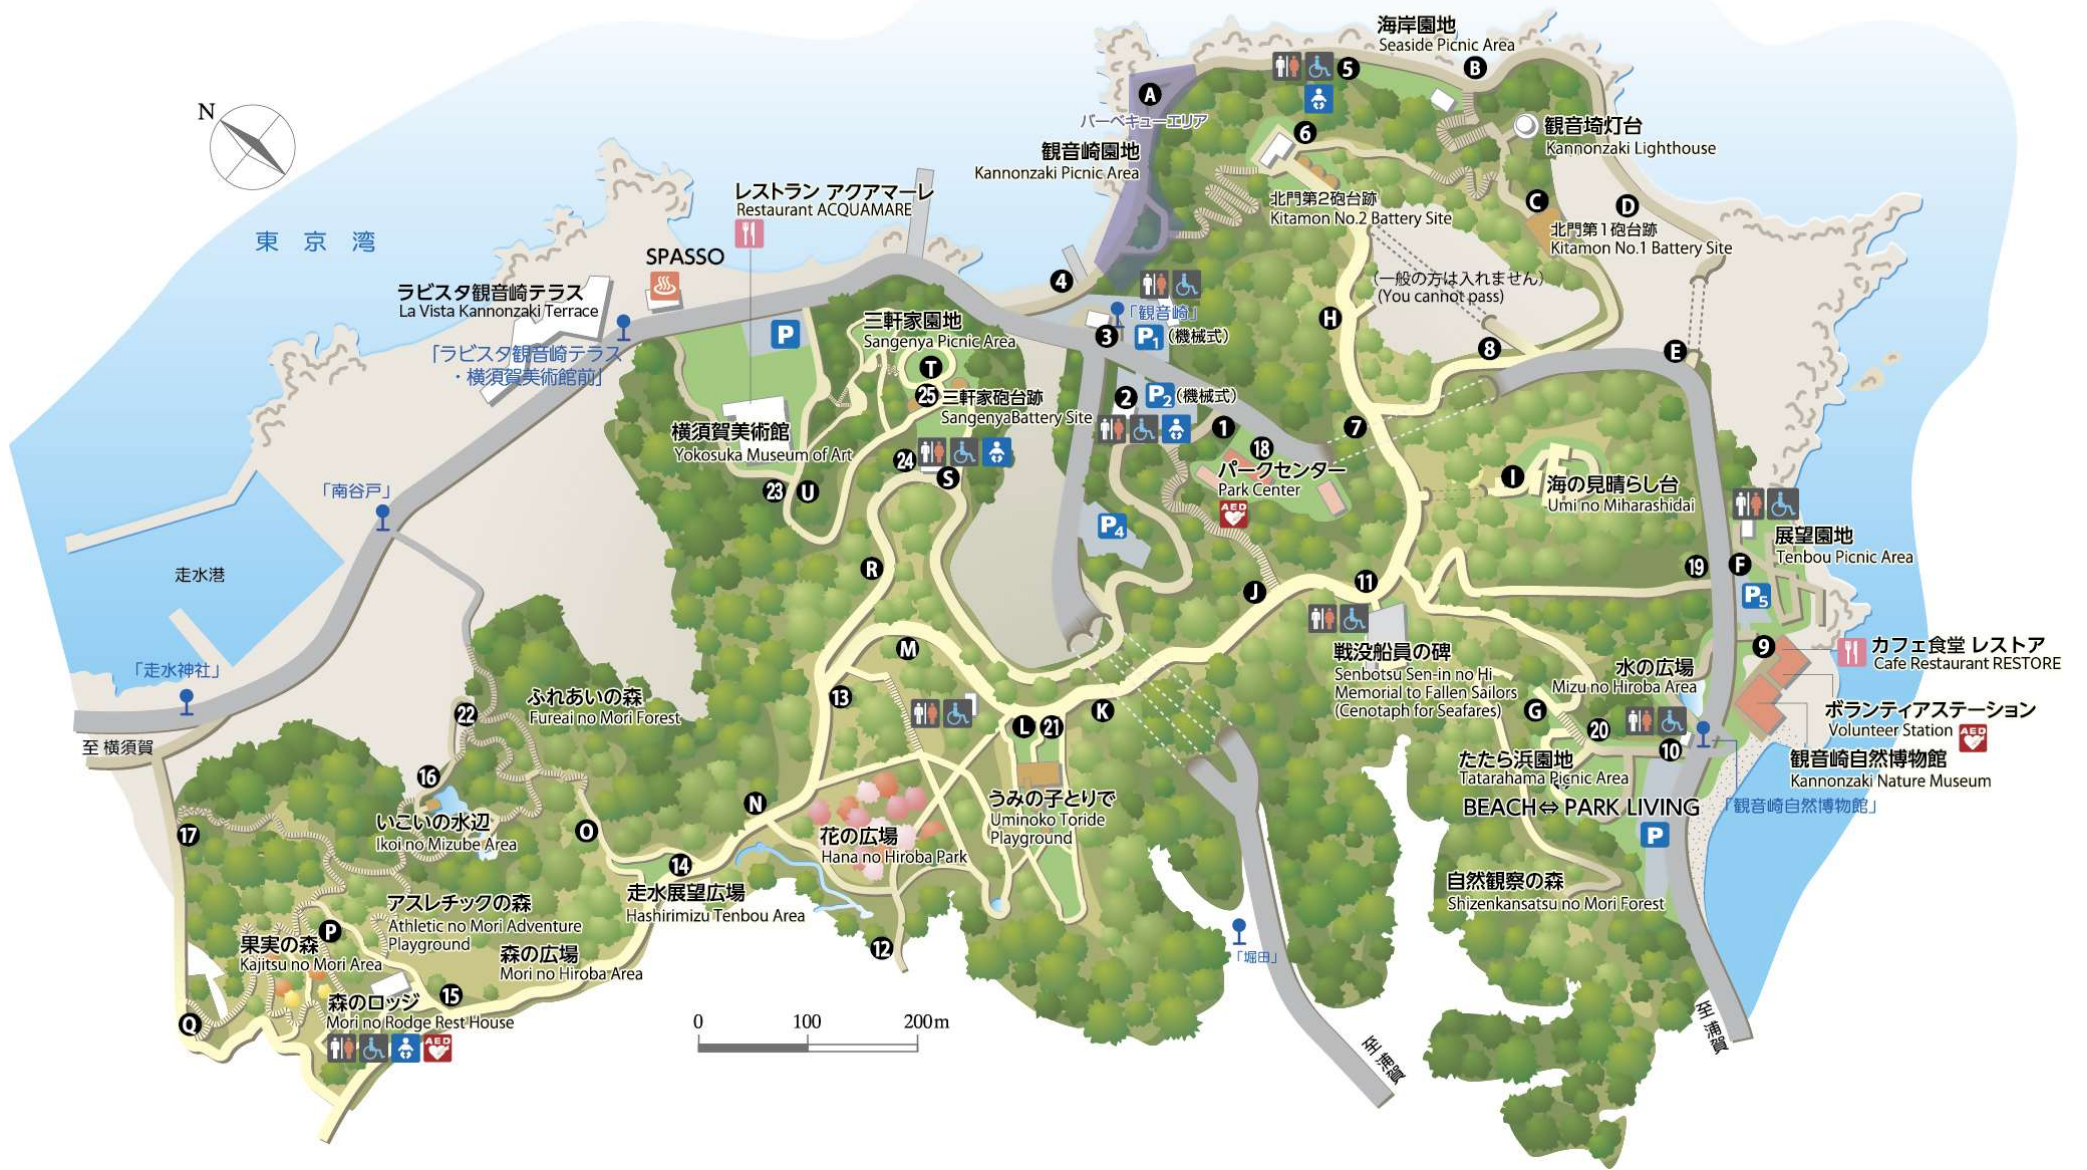 海岸園地
Seaside Picnic Area
B
5
A
バーベキューエリア
N
6
観音埼灯台
Kannonzaki Lighthouse
観音崎園地
Kannonzaki Picnic Area
レストラン アクアマーレ
Restaurant ACQUAMARE
北門第2砲台跡
Kitamon No.2 Battery Site
C
D
北門第1砲台跡
Kitamon No.1 Battery Site
東京湾
SPASSO
4
(一般の方は入れません)
(You cannot pass)
ラビスタ観音崎テラス
La Vista Kannonzaki Terrace
「観音崎」
H
三軒家園地
Sangenya Picnic Area
P
3
P1
(機械式)
8
E
「ラビスタ観音崎テラス
・横須賀美術館前」
T
25
三軒家砲台跡
SangenyaBattery Site
2
P2
(機械式)
横須賀美術館
Yokosuka Museum of Art
1
7
18
パークセンター
Park Center
AED
24
S
I
海の見晴らし台
Umi no Miharashidai
「南谷戸」
23
U
P4
展望園地
Tenbou Picnic Area
走水港
R
J
11
19
F
P5
「走水神社」
M
戦没船員の碑
Senbotsu Sen-in no Hi
Memorial to Fallen Sailors
(Cenotaph for Seafares)
9
カフェ食堂 レストア
Cafe Restaurant RESTORE
水の広場
Mizu no Hiroba Area
ふれあいの森
Fureai no Mori Forest
13
22
L
21
K
G
20
10
ボランティアステーション
Volunteer Station
AED
至 横須賀
たたら浜園地
Tatarahama Picnic Area
観音崎自然博物館
Kannonzaki Nature Museum
16
BEACH⇔PARK LIVING
「観音崎自然博物館」
P
N
うみの子とりで
Uminoko Toride
Playground
17
いこいの水辺
Ikoi no Mizube Area
O
花の広場
Hana no Hiroba Park
14
走水展望広場
Hashirimizu Tenbou Area
自然観察の森
Shizenkansatsu no Mori Forest
アスレチックの森
Athletic no Mori Adventure
Playground
P
果実の森
Kajitsu no Mori Area
森の広場
Mori no Hiroba Area
12
「堀田」
15
森のロッジ
Mori no Rodge Rest House
Q
AED
0 100 200m
至 浦賀
至 浦賀